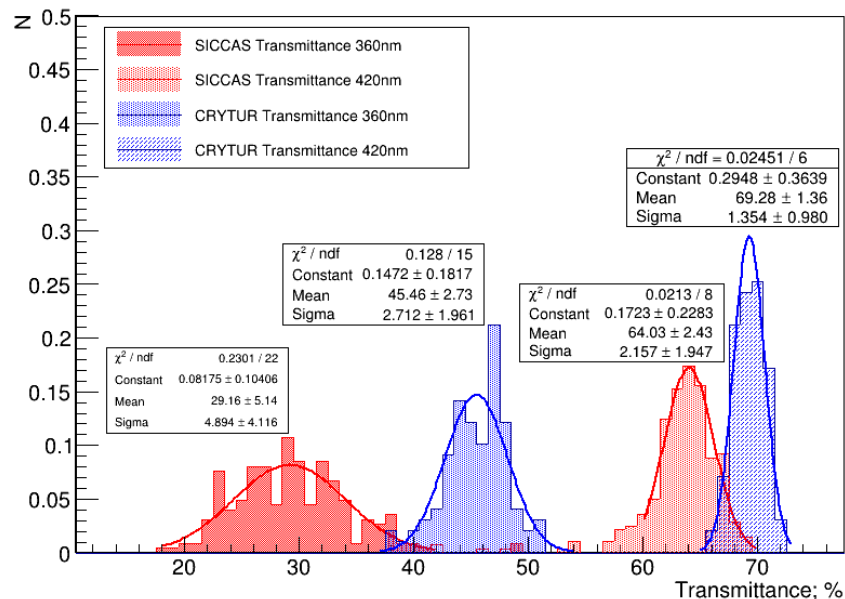 N
0.5
0.45
0.4
0.35
0.3
0.25
0.2
0.15
0.1
0.05
0
SICCAS Transmittance 360nm
SICCAS Transmittance 420nm
CRYTUR Transmittance 360nm
CRYTUR Transmittance 420nm
χ² / ndf = 0.02451 / 6
Constant 0.2948 ± 0.3639
Mean 69.28 ± 1.36
Sigma 1.354 ± 0.980
χ² / ndf 0.128 / 15
Constant 0.1472 ± 0.1817
Mean 45.46 ± 2.73
Sigma 2.712 ± 1.961
χ² / ndf 0.0213 / 8
Constant 0.1723 ± 0.2283
Mean 64.03 ± 2.43
Sigma 2.157 ± 1.947
χ² / ndf 0.2301 / 22
Constant 0.08175 ± 0.10406
Mean 29.16 ± 5.14
Sigma 4.894 ± 4.116
20 30 40 50 60 70
Transmittance; %